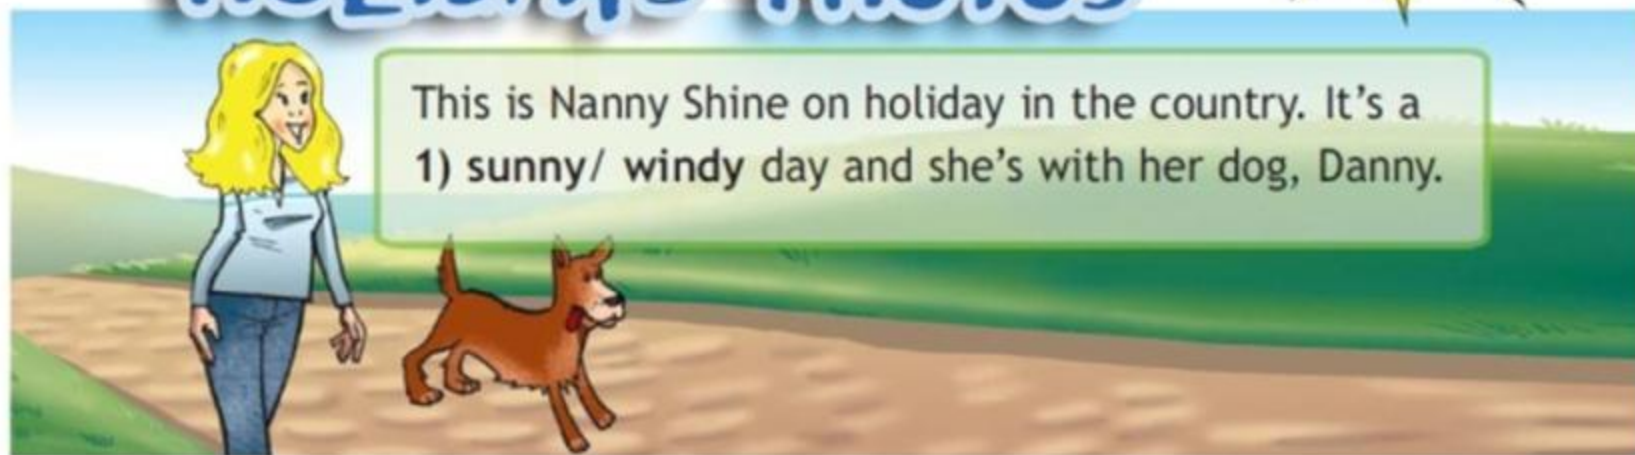 This is Nanny Shine on holiday in the country. It's a
1) sunny/ windy day and she's with her dog, Danny.